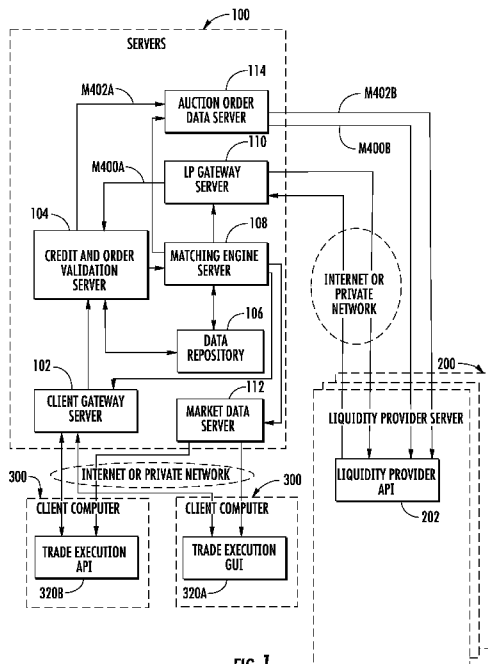 100
SERVERS
114
M402A
AUCTION ORDER
DATA SERVER
M402B
M400B
110
M400A
LP GATEWAY
SERVER
104
108
CREDIT AND ORDER
VALIDATION
SERVER
MATCHING ENGINE
SERVER
INTERNET OR
PRIVATE
NETWORK
106
DATA
REPOSITORY
102
112
200
CLIENT GATEWAY
SERVER
MARKET DATA
SERVER
LIQUIDITY PROVIDER SERVER
INTERNET OR PRIVATE NETWORK
300
300
LIQUIDITY PROVIDER
API
CLIENT COMPUTER
CLIENT COMPUTER
202
TRADE EXECUTION
API
TRADE EXECUTION
GUI
320B
320A
FIG. 1